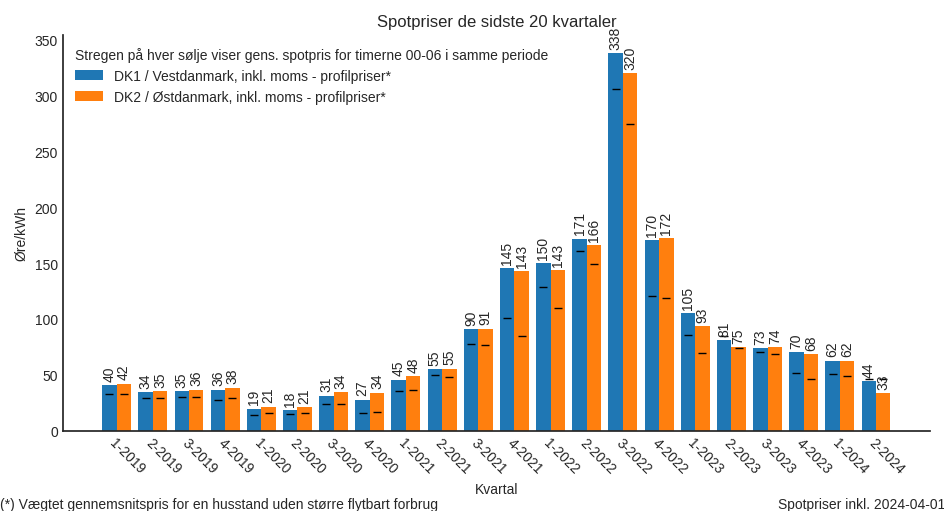 Spotpriser de sidste 20 kvartaler
Stregen på hver sølje viser gens. spotpris for timerne 00-06 i samme periode
DK1 / Vestdanmark, inkl. moms - profilpriser*
DK2 / Østdanmark, inkl. moms - profilpriser*
Øre/kWh
350
300
250
200
150
100
50
0
40 42 34 35 35 36 36 38 19 21 18 21 31 34 27 34 45 48 55 55 90 91 145 143 150 143 171 166 338 320 170 172 105 93 81 75 73 74 70 68 62 62 44 33
1-2019 2-2019 3-2019 4-2019 1-2020 2-2020 3-2020 4-2020 1-2021 2-2021 3-2021 4-2021 1-2022 2-2022 3-2022 4-2022 1-2023 2-2023 3-2023 4-2023 1-2024 2-2024
Kvartal
(*) Vægtet gennemsnitspris for en husstand uden større flytbart forbrug
Spotpriser inkl. 2024-04-01